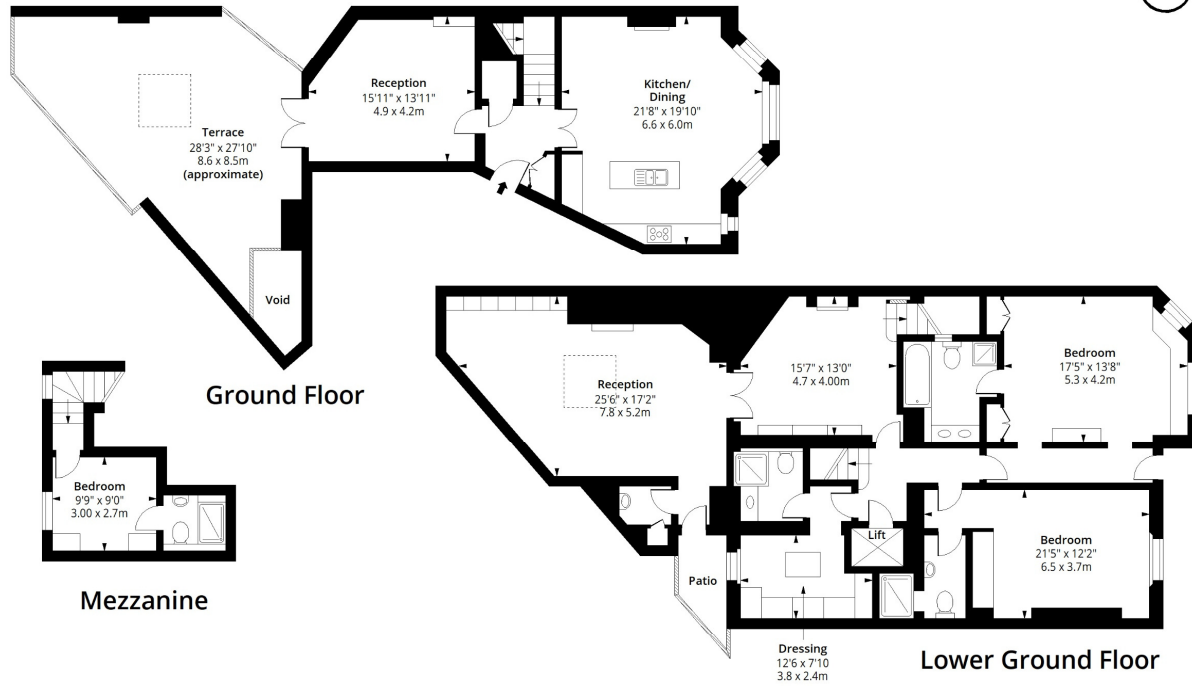 Reception
15'11" x 13'11"
4.9 x 4.2m
Kitchen/
Dining
21'8" x 19'10"
6.6 x 6.0m
Terrace
28'3" x 27'10"
8.6 x 8.5m
(approximate)
Void
Ground Floor
Reception
25'6" x 17'2"
7.8 x 5.2m
15'7" x 13'0"
4.7 x 4.00m
Bedroom
17'5" x 13'8"
5.3 x 4.2m
Bedroom
9'9" x 9'0"
3.00 x 2.7m
Mezzanine
Lift
Bedroom
21'5" x 12'2"
6.5 x 3.7m
Patio
Dressing
12'6 x 7'10
3.8 x 2.4m
Lower Ground Floor